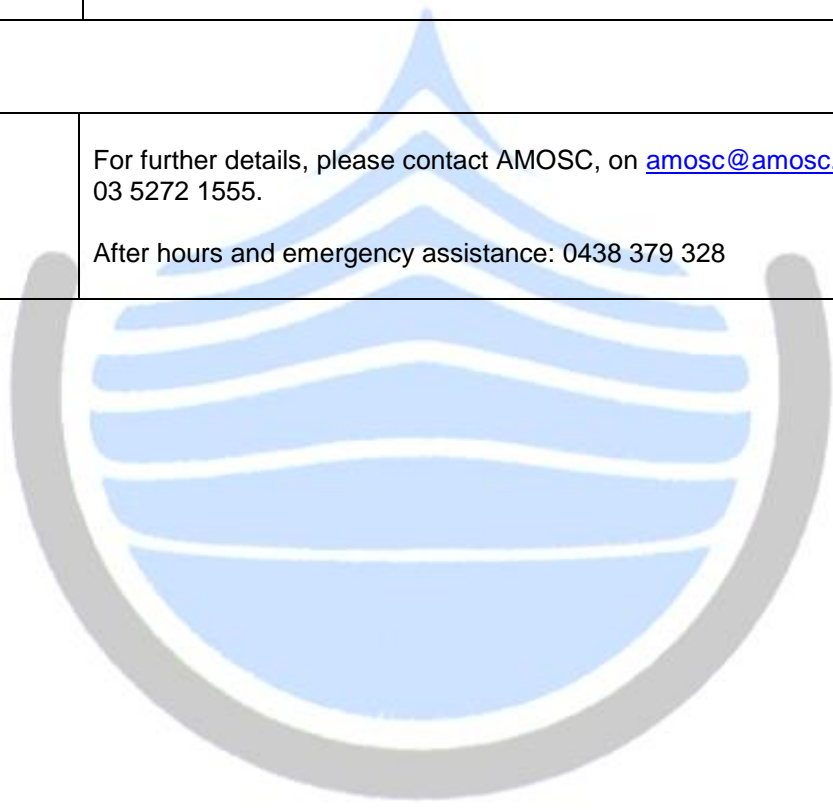 For further details, please contact AMOSC, on amosc@amosc.
03 5272 1555.
After hours and emergency assistance: 0438 379 328